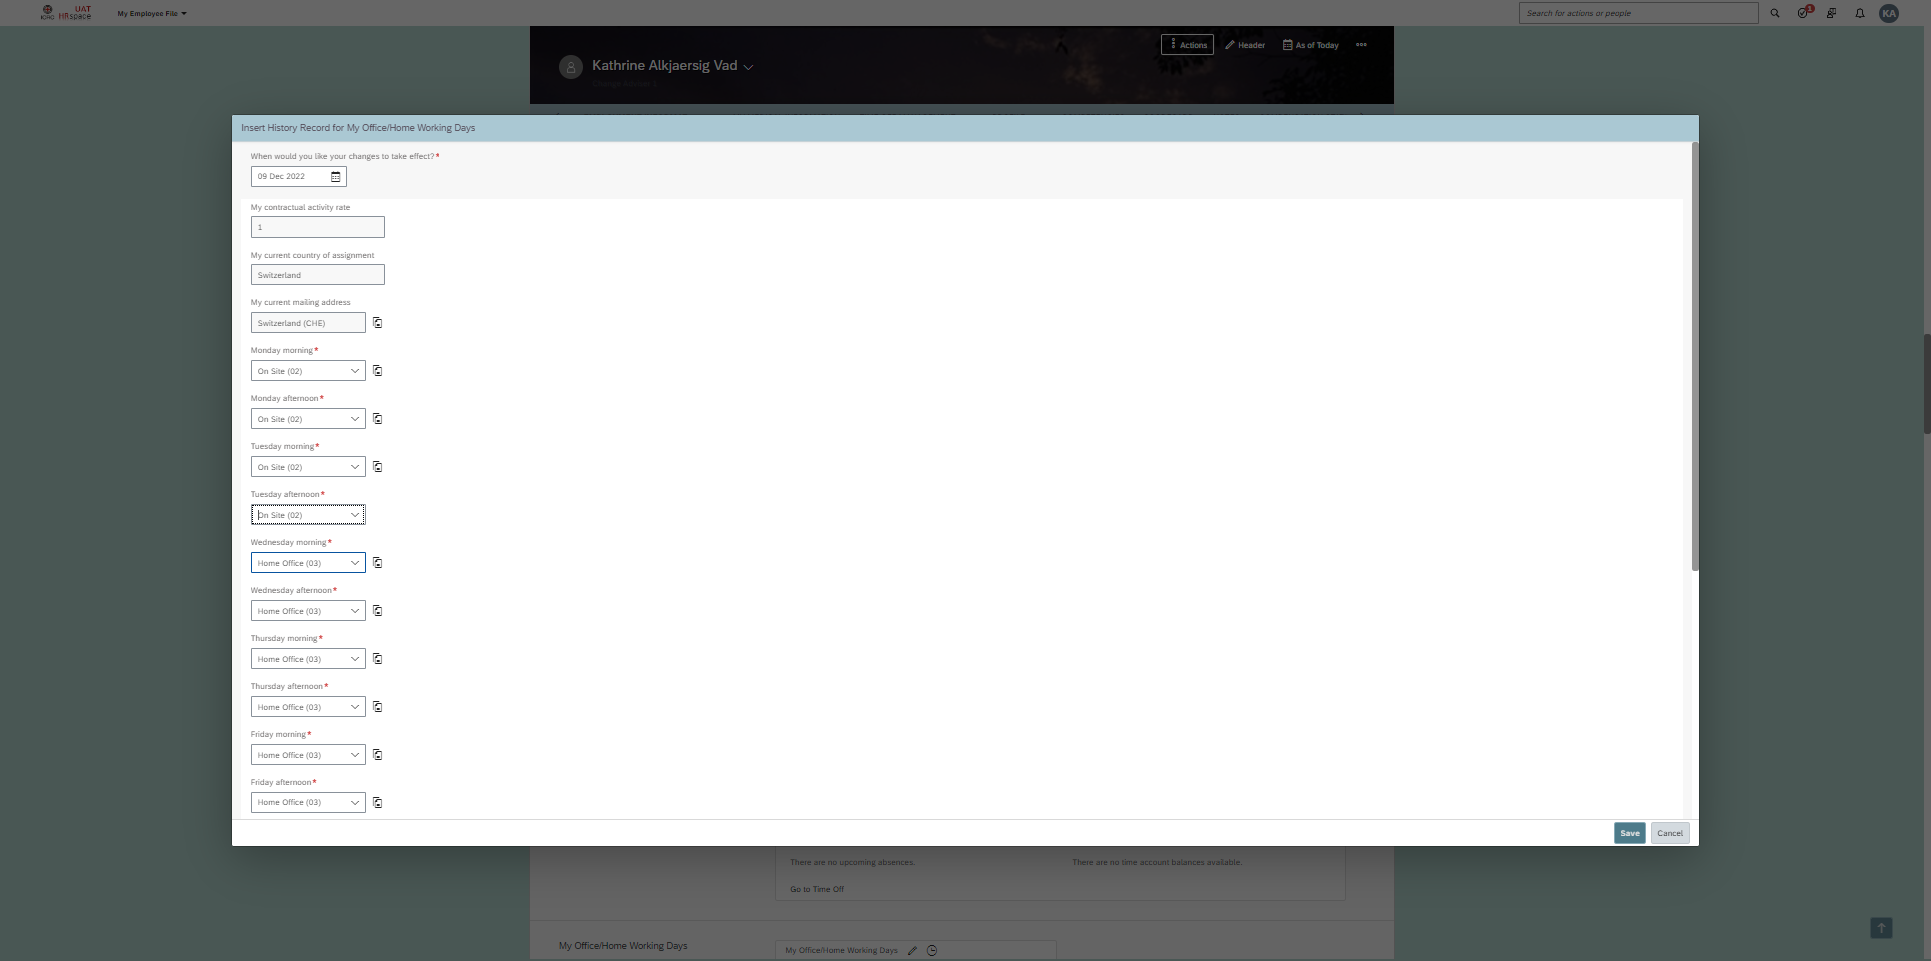 UAT
ICRC HRspace
My Employee File
Search for actions or people
1
KA
Actions
Header
As of Today
Kathrine Alkjaersig Vad
Insert History Record for My Office/Home Working Days
When would you like your changes to take effect?*
09 Dec 2022
My contractual activity rate
1
My current country of assignment
Switzerland
My current mailing address
Switzerland (CHE)
Monday morning*
On Site (02)
Monday afternoon*
On Site (02)
Tuesday morning*
On Site (02)
Tuesday afternoon*
On Site (02)
Wednesday morning*
Home Office (03)
Wednesday afternoon*
Home Office (03)
Thursday morning*
Home Office (03)
Thursday afternoon*
Home Office (03)
Friday morning*
Home Office (03)
Friday afternoon*
Home Office (03)
Save
Cancel
There are no upcoming absences.
There are no time account balances available.
Go to Time Off
My Office/Home Working Days
My Office/Home Working Days